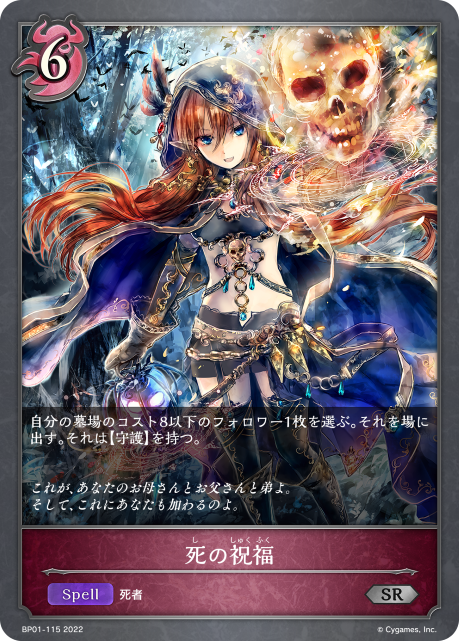 6
自分の墓場のコスト8以下のフォロワー1枚を選ぶ。それを場に
出す。それは【守護】を持つ。
これが、あなたのお母さんとお父さんと弟よ。
そして、これにあなたも加わるのよ。
し しゅく ふく
死の祝福
Spell 死者 SR
BP01-115 2022 © Cygames, Inc.